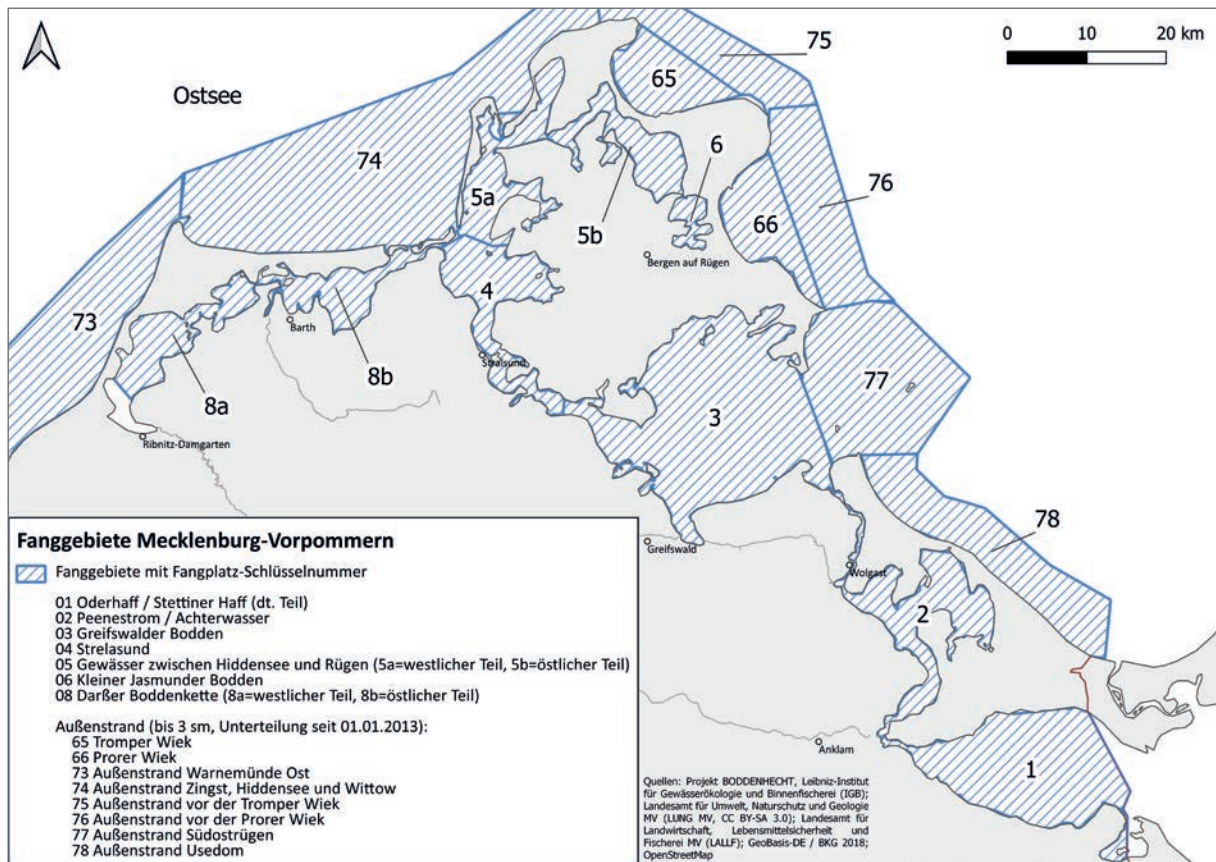 0 10 20 km
Ostsee
75
65
74
6
76
5a
5b
66
Bergen auf Rügen
4
73
Barth
Stralsund
8b
77
8a
3
Ribnitz-Damgarten
78
Greifswald
Wolgast
2
Anklam
1
Fanggebiete Mecklenburg-Vorpommern
Fanggebiete mit Fangplatz-Schlüsselnummer
01 Oderhaff / Stettiner Haff (dt. Teil)
02 Peenestrom / Achterwasser
03 Greifswalder Bodden
04 Strelasund
05 Gewässer zwischen Hiddensee und Rügen (5a=westlicher Teil, 5b=östlicher Teil)
06 Kleiner Jasmunder Bodden
08 Darßer Boddenkette (8a=westlicher Teil, 8b=östlicher Teil)
Außenstrand (bis 3 sm, Unterteilung seit 01.01.2013):
65 Tromper Wiek
66 Prorer Wiek
73 Außenstrand Warnemünde Ost
74 Außenstrand Zingst, Hiddensee und Wittow
75 Außenstrand vor der Tromper Wiek
76 Außenstrand vor der Prorer Wiek
77 Außenstrand Südostrügen
78 Außenstrand Usedom
Quellen: Projekt BODDENHECHT, Leibniz-Institut
für Gewässerökologie und Binnenfischerei (IGB);
Landesamt für Umwelt, Naturschutz und Geologie
MV (LUNG MV, CC BY-SA 3.0); Landesamt für
Landwirtschaft, Lebensmittelsicherheit und
Fischerei MV (LALLF); GeoBasis-DE / BKG 2018;
OpenStreetMap